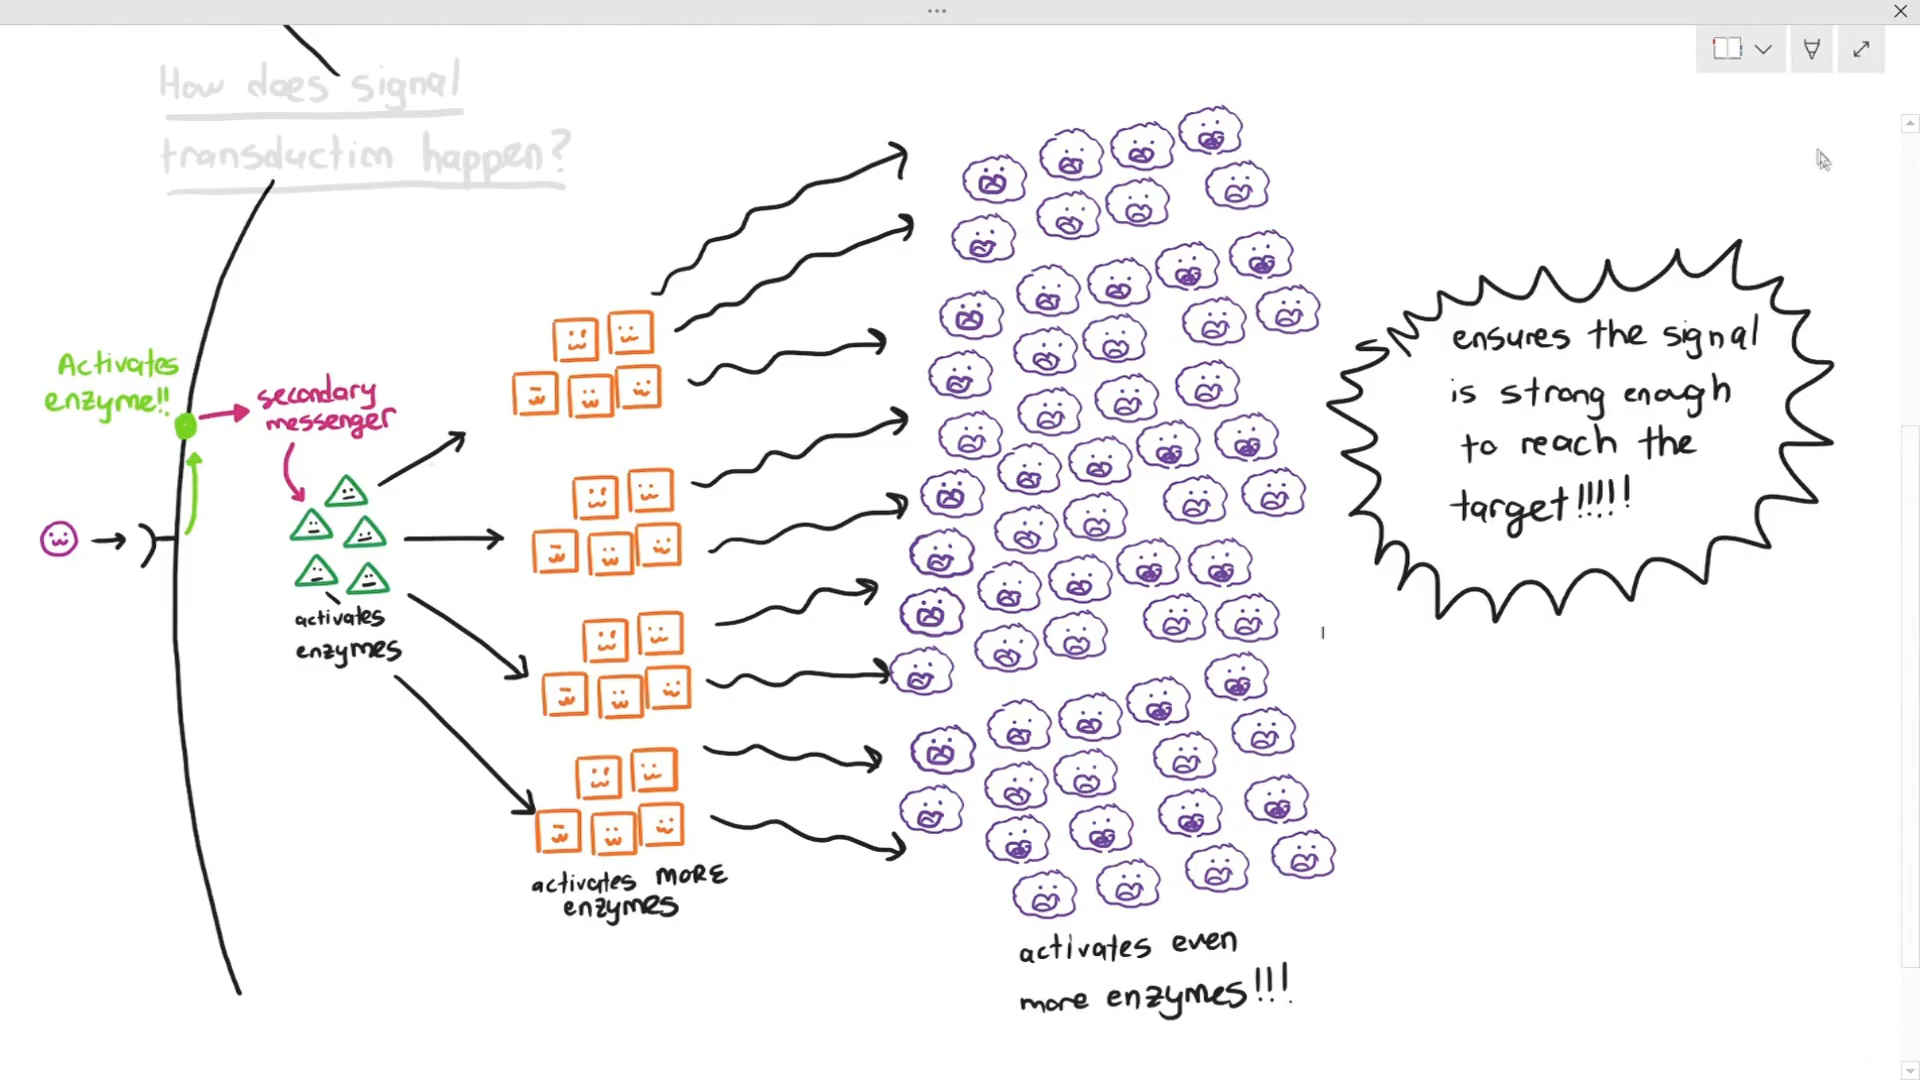 How does signal
transduction happen?
Activates
enzyme!!
secondary
messenger
activates
enzymes
activates MORE
enzymes
activates even
more enzymes!!!
ensures the signal
is strong enough
to reach the
target!!!!!